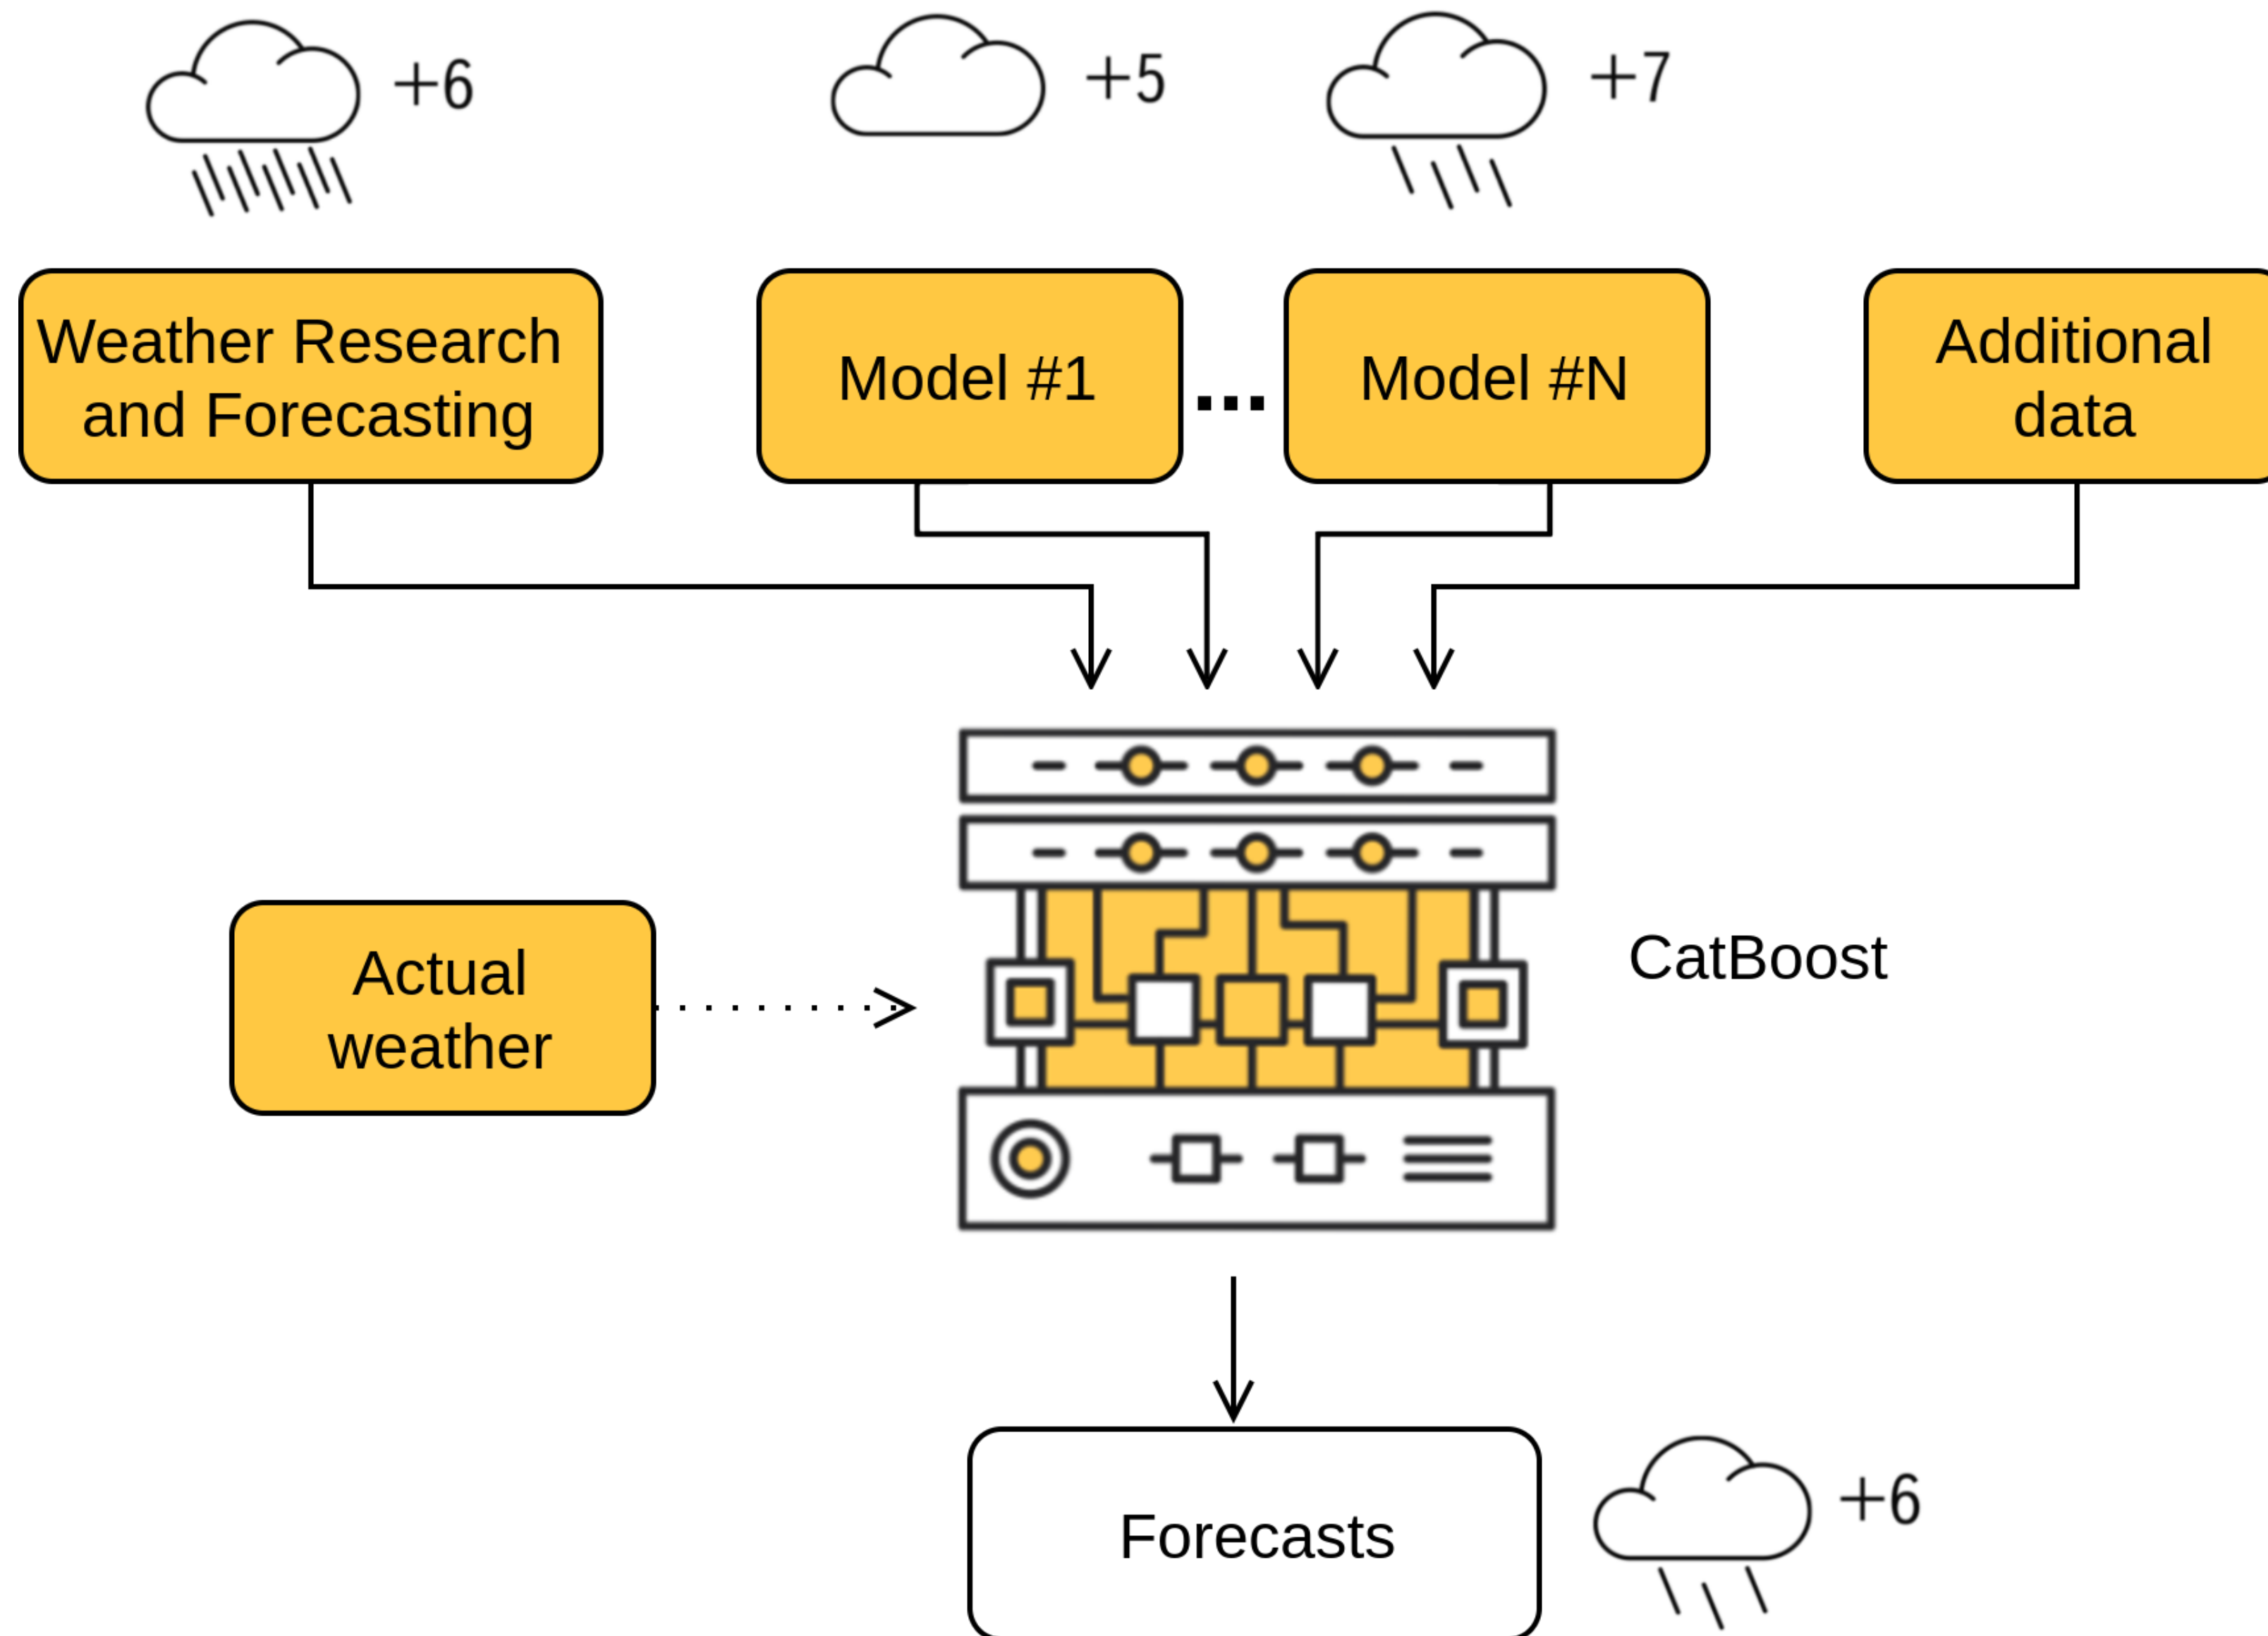 +6
+5
+7
Weather Research
and Forecasting
Model #1
...
Model #N
Additional
data
Actual
weather
CatBoost
Forecasts
+6